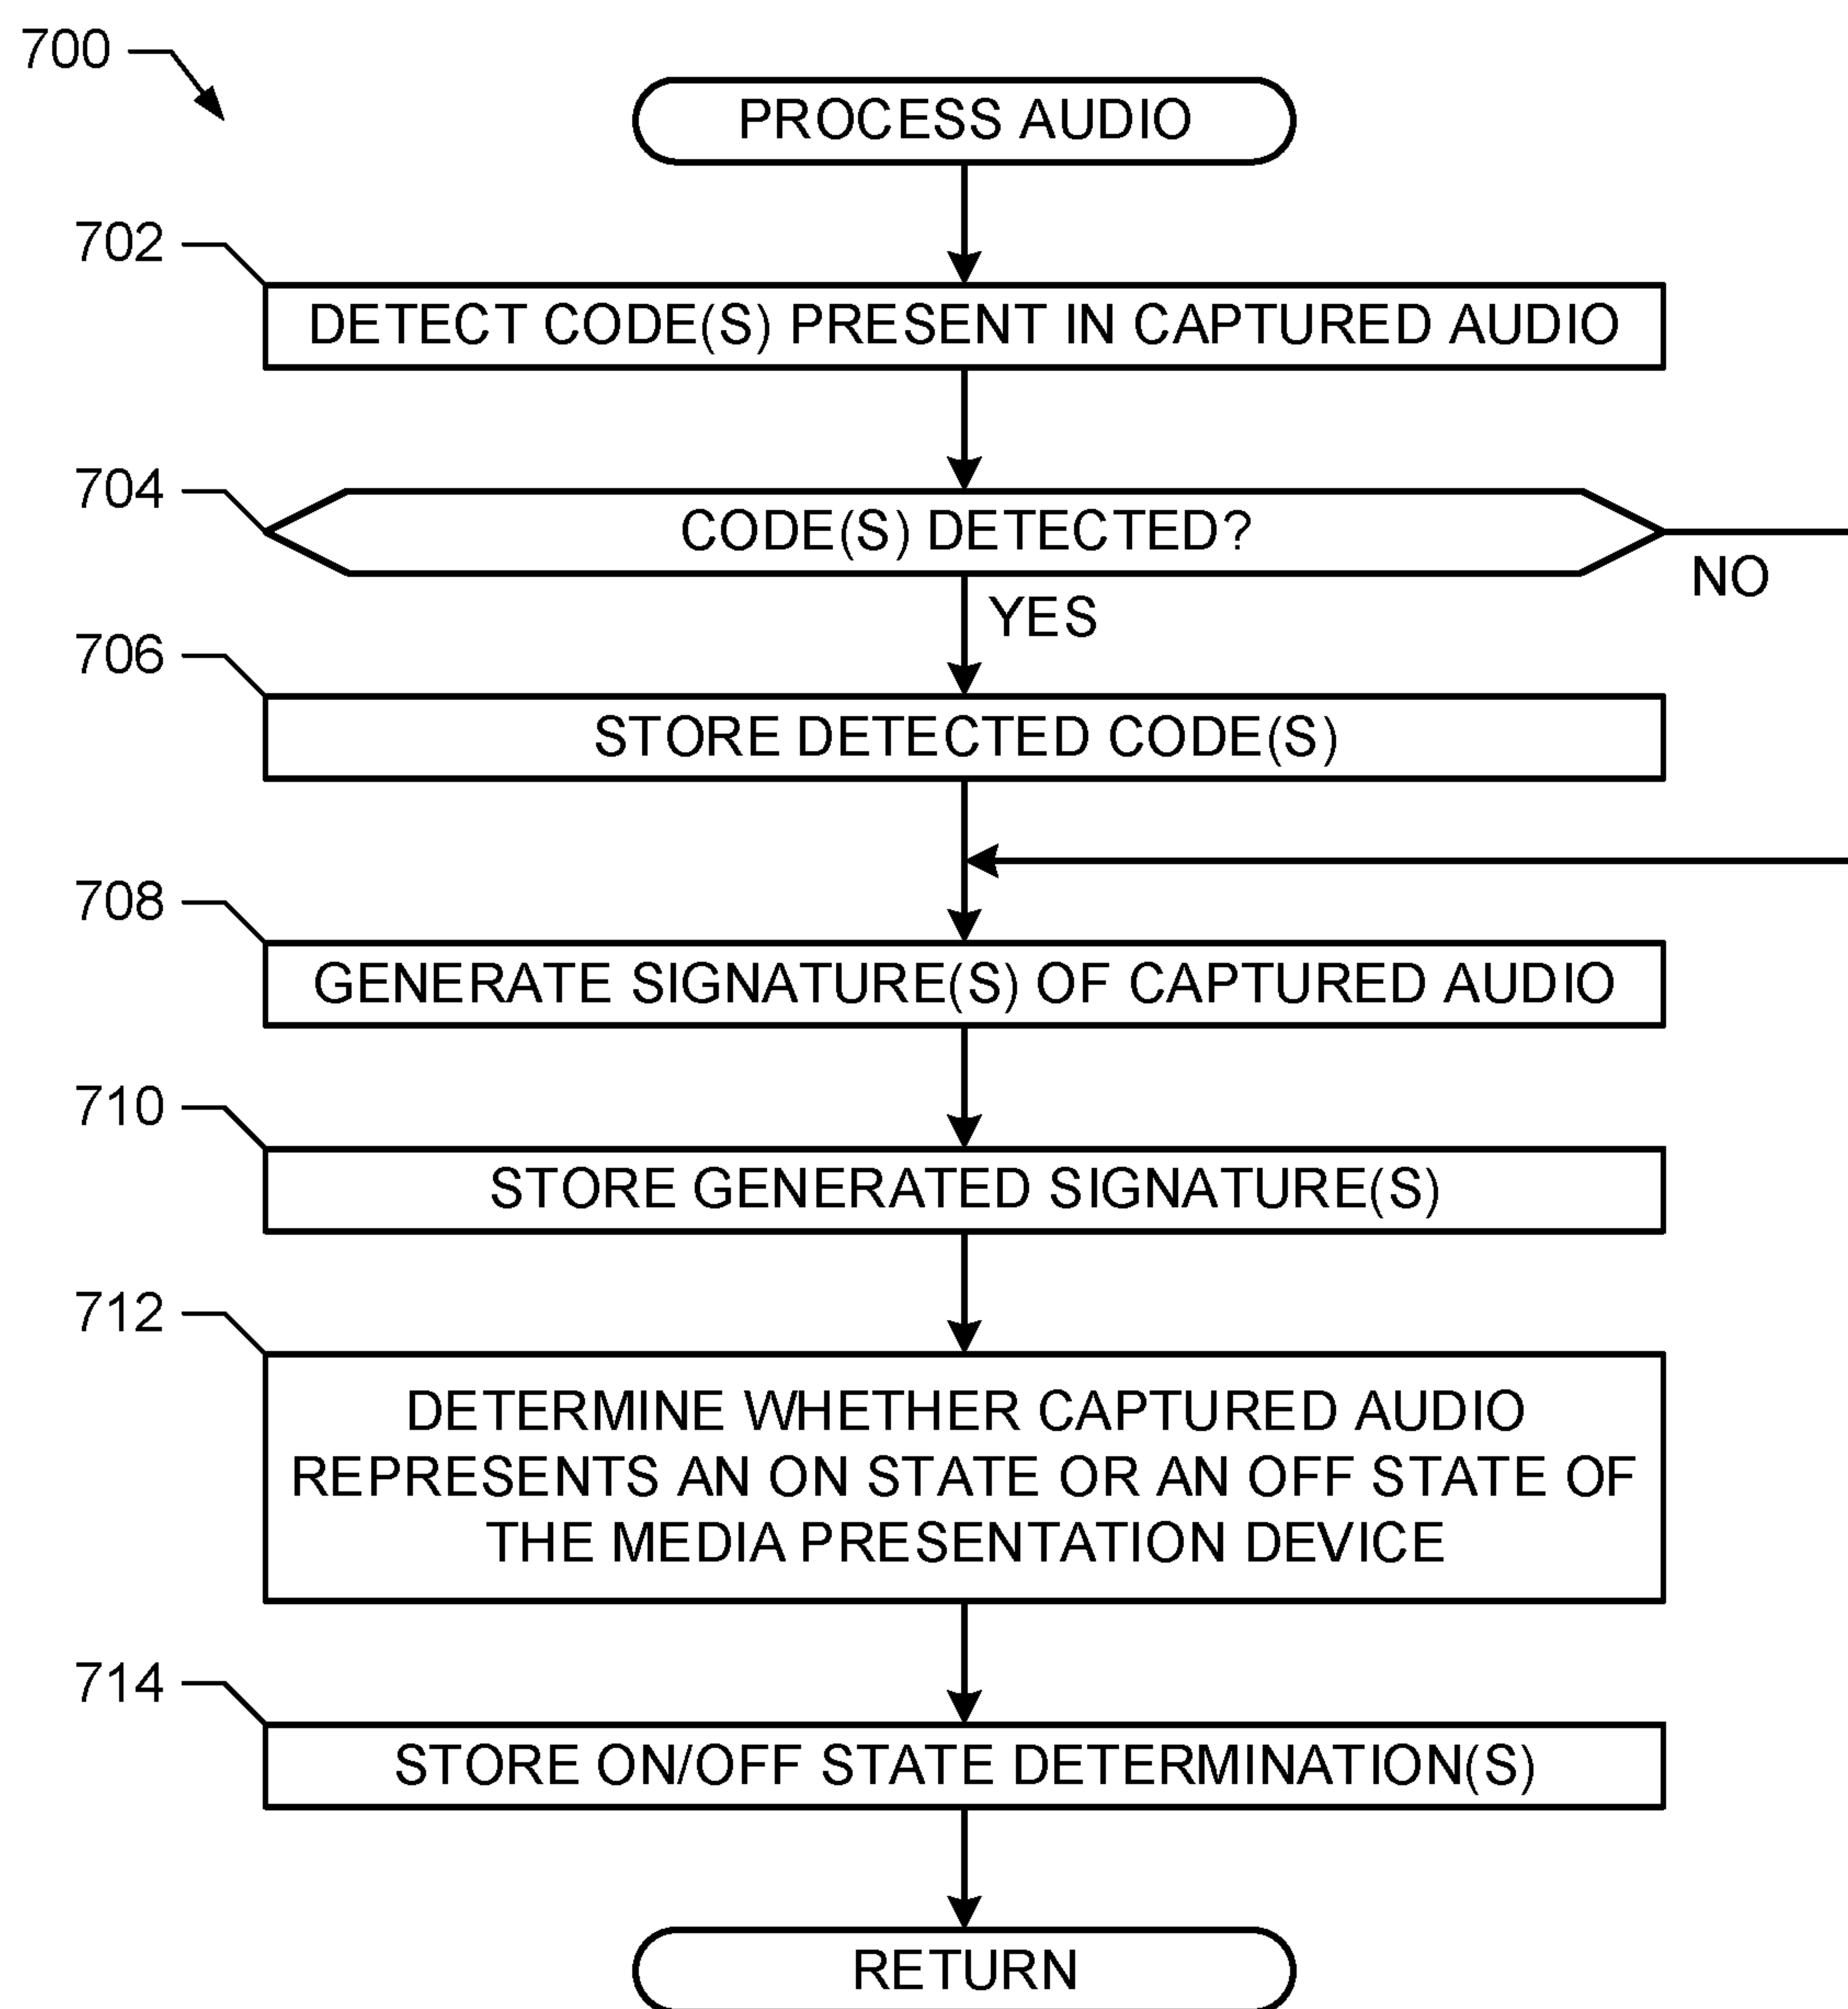 700
PROCESS AUDIO
702
DETECT CODE(S) PRESENT IN CAPTURED AUDIO
704
CODE(S) DETECTED?
NO
YES
706
STORE DETECTED CODE(S)
708
GENERATE SIGNATURE(S) OF CAPTURED AUDIO
710
STORE GENERATED SIGNATURE(S)
712
DETERMINE WHETHER CAPTURED AUDIO
REPRESENTS AN ON STATE OR AN OFF STATE OF
THE MEDIA PRESENTATION DEVICE
714
STORE ON/OFF STATE DETERMINATION(S)
RETURN